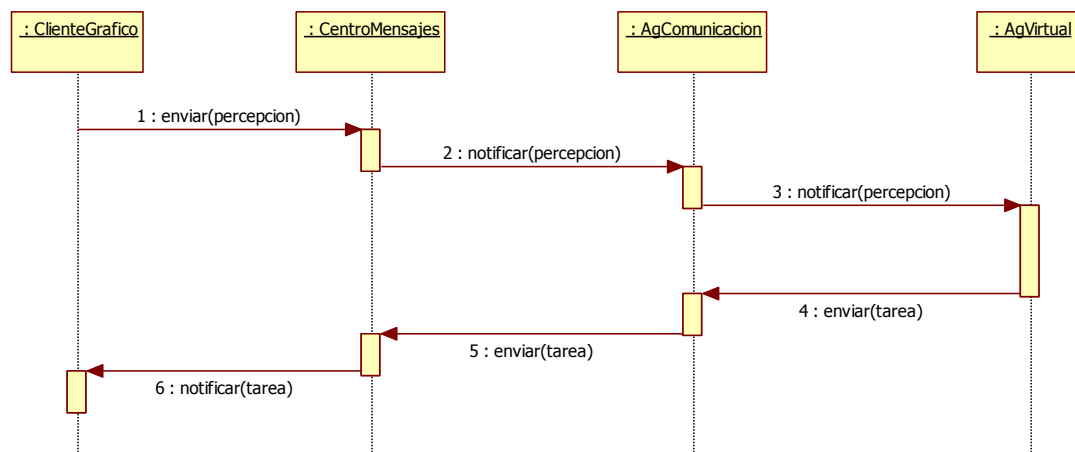 : ClienteGrafico
: CentroMensajes
: AgComunicacion
: AgVirtual
1 : enviar(percepcion)
2 : notificar(percepcion)
3 : notificar(percepcion)
4 : enviar(tarea)
5 : enviar(tarea)
6 : notificar(tarea)